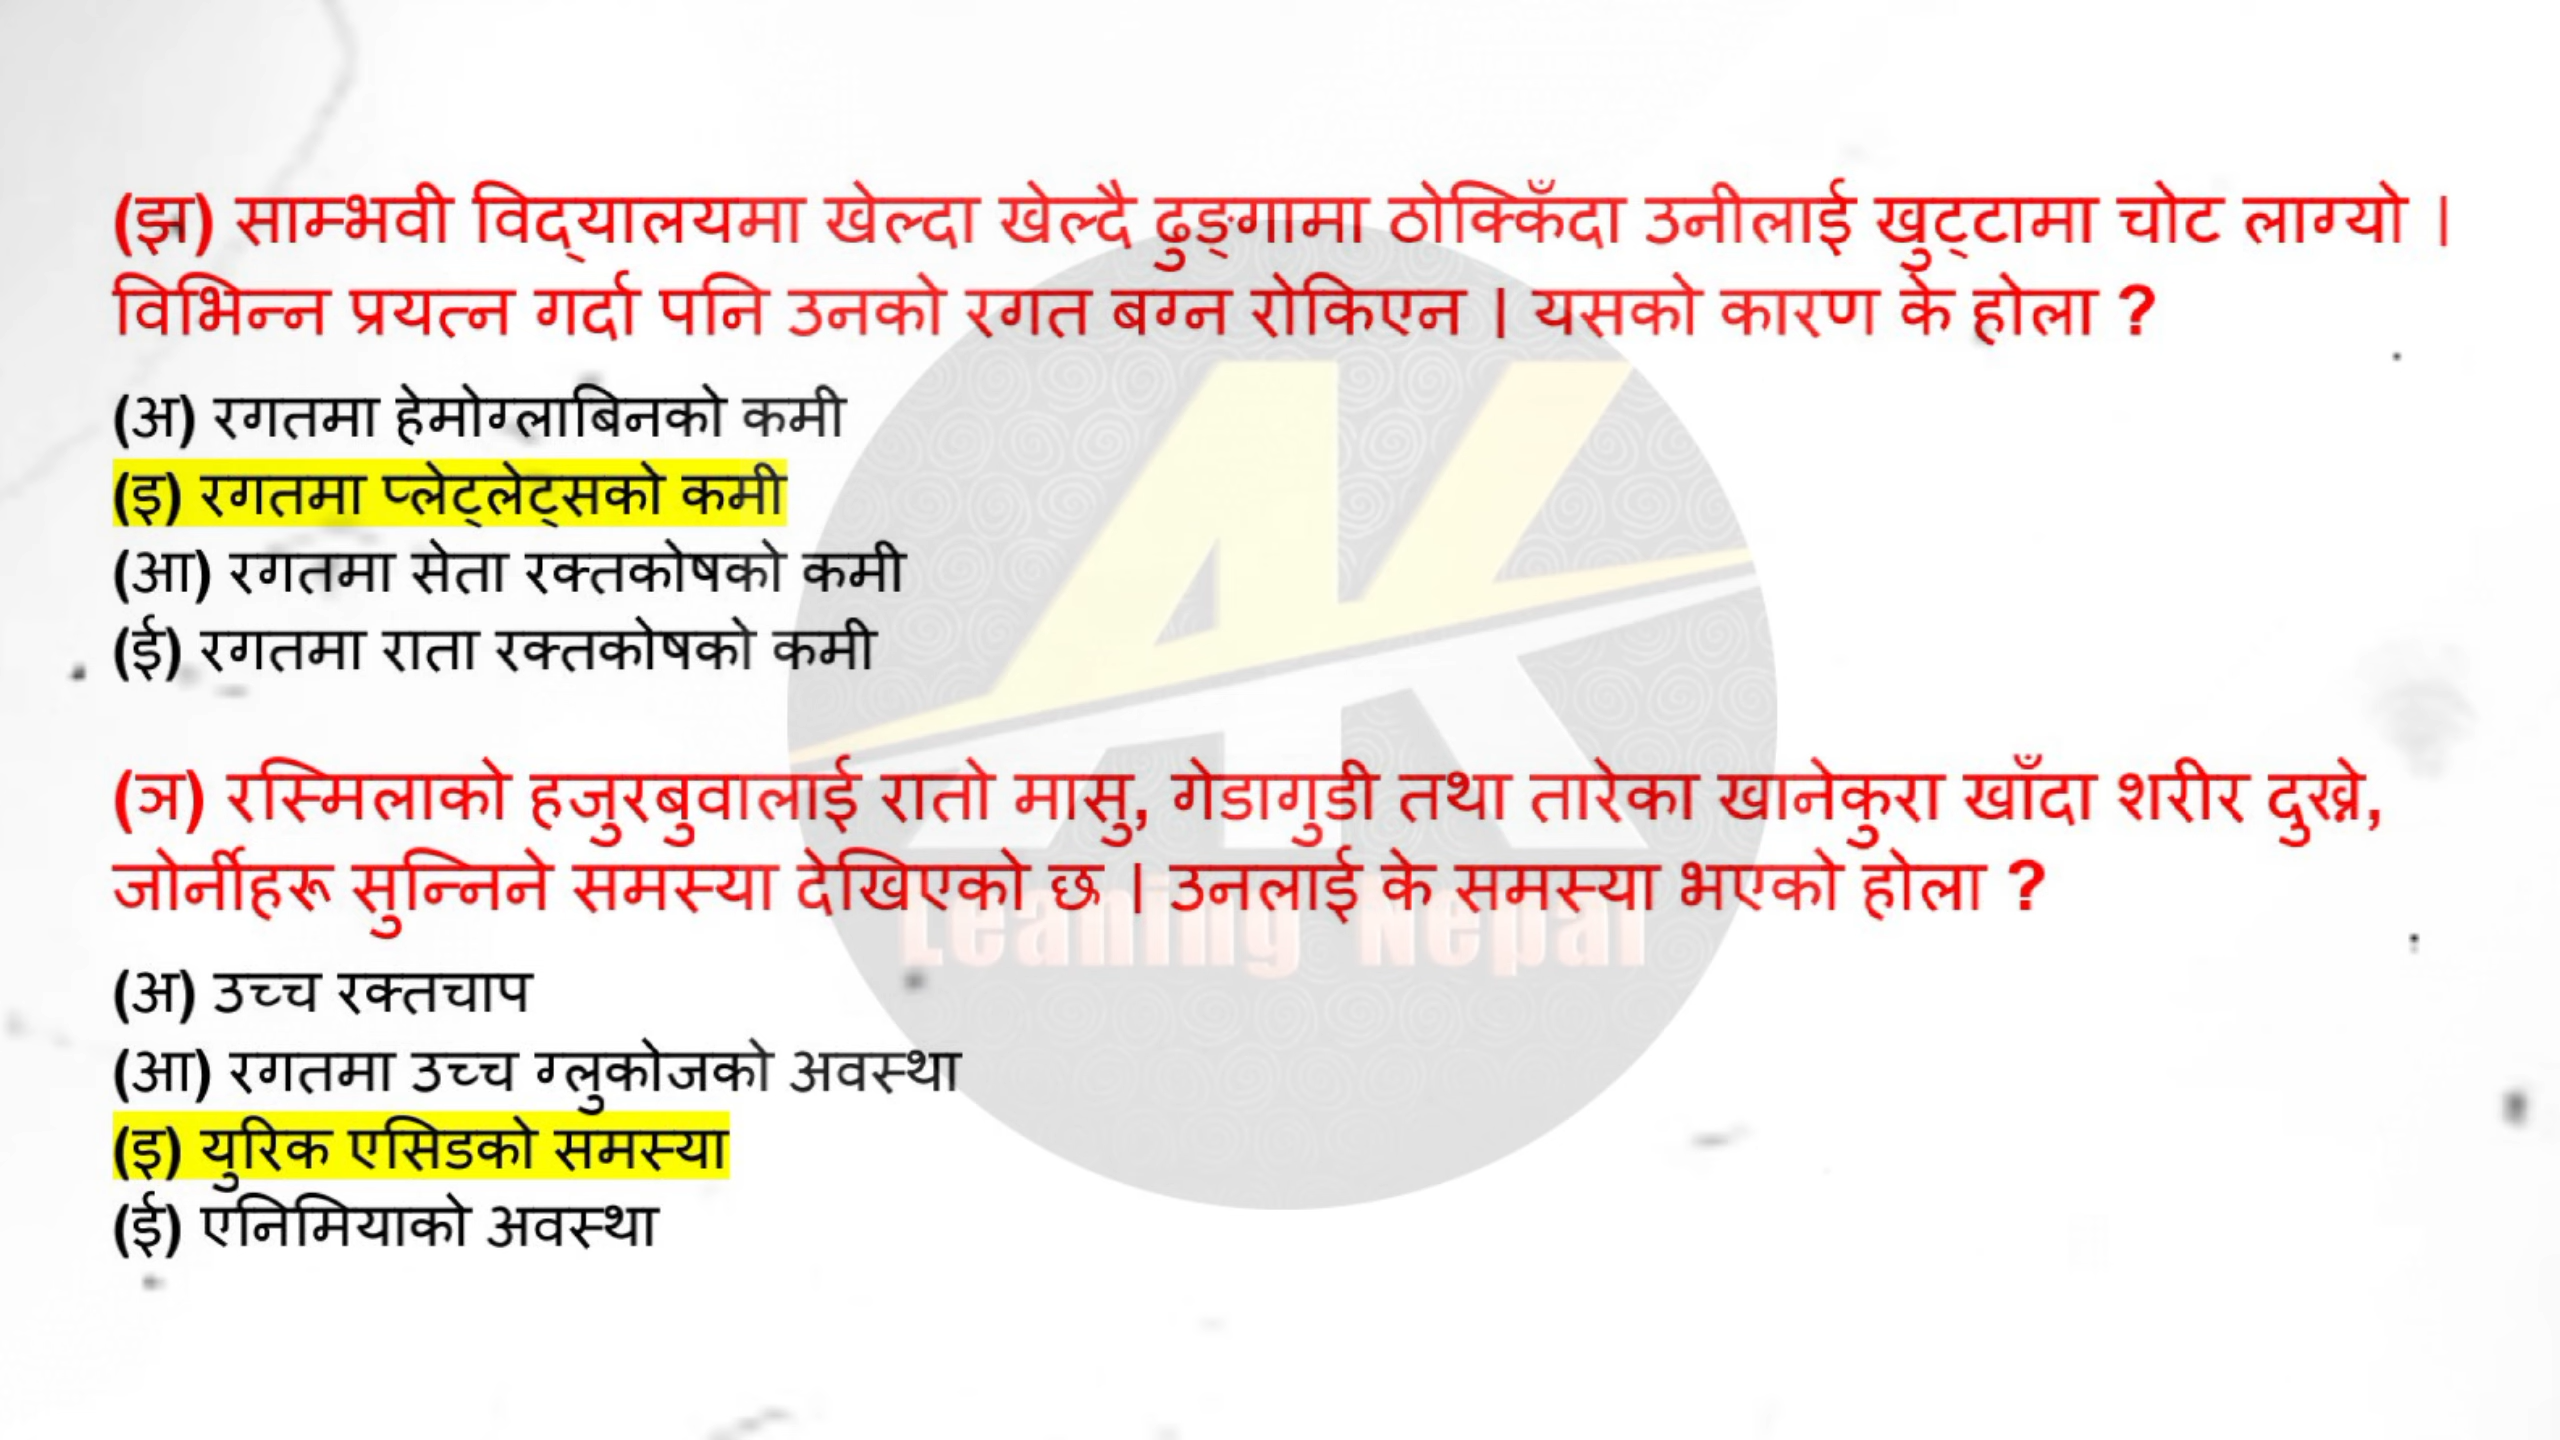 (झ) साम्भवी विद्‌यालयमा खेल्दा खेल्दै ढुङ्गामा ठोक्किँदा उनीलाई खुट्‌टामा चोट लाग्यो ।
विभिन्न प्रयत्न गर्दा पनि उनको रगत बग्न रोकिएन । यसको कारण के होला ?
(अ) रगतमा हेमोग्लाबिनको कमी
(इ) रगतमा प्लेट्लेट्सको कमी
(आ) रगतमा सेता रक्तकोषको कमी
(ई) रगतमा राता रक्तकोषको कमी
(ञ) रस्मिलाको हजुरबुवालाई रातो मासु, गेडागुडी तथा तारेका खानेकुरा खाँदा शरीर दुख्ने,
जोर्नीहरू सुन्निने समस्या देखिएको छ । उनलाई के समस्या भएको होला ?
Leaning Nepal
(अ) उच्च रक्तचाप
(आ) रगतमा उच्च ग्लुकोजको अवस्था
(इ) युरिक एसिडको समस्या
(ई) एनिमियाको अवस्था